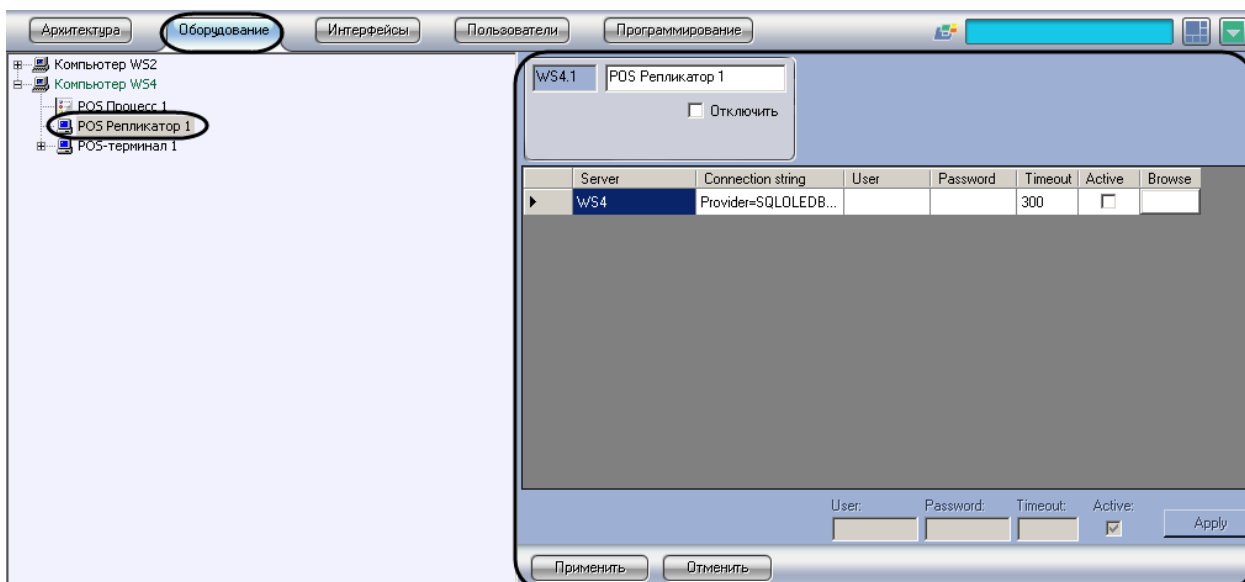 Архитектура Оборудование Интерфейсы Пользователи Программирование
Компьютер WS2
Компьютер WS4
POS Процесс 1
POS Репликатор 1
POS-терминал 1
WS4.1 POS Репликатор 1
Отключить
Server Connection string User Password Timeout Active Browse
WS4 Provider=SQLOLEDB... 300
User: Password: Timeout: Active:
Apply
Применить Отменить